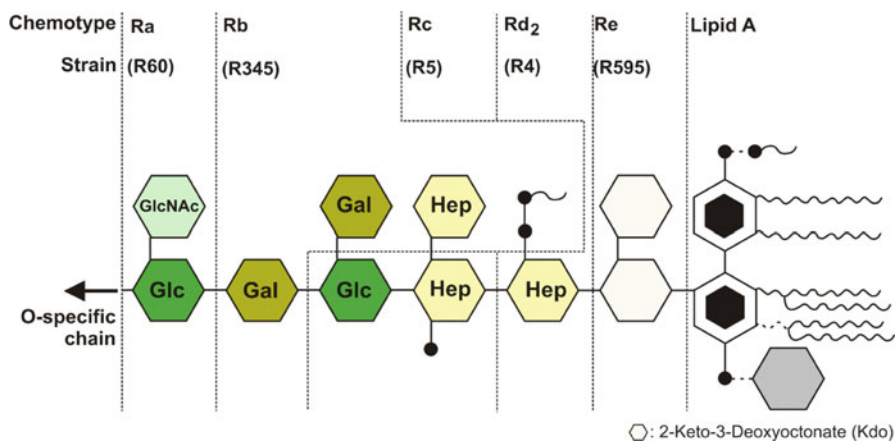 Chemotype Ra Rb Rc Rd2 Re Lipid A
Strain (R60) (R345) (R5) (R4) (R595)
GlcNAc Gal Hep
Glc Gal Glc Hep Hep
O-specific
chain
: 2-Keto-3-Deoxyoctonate (Kdo)